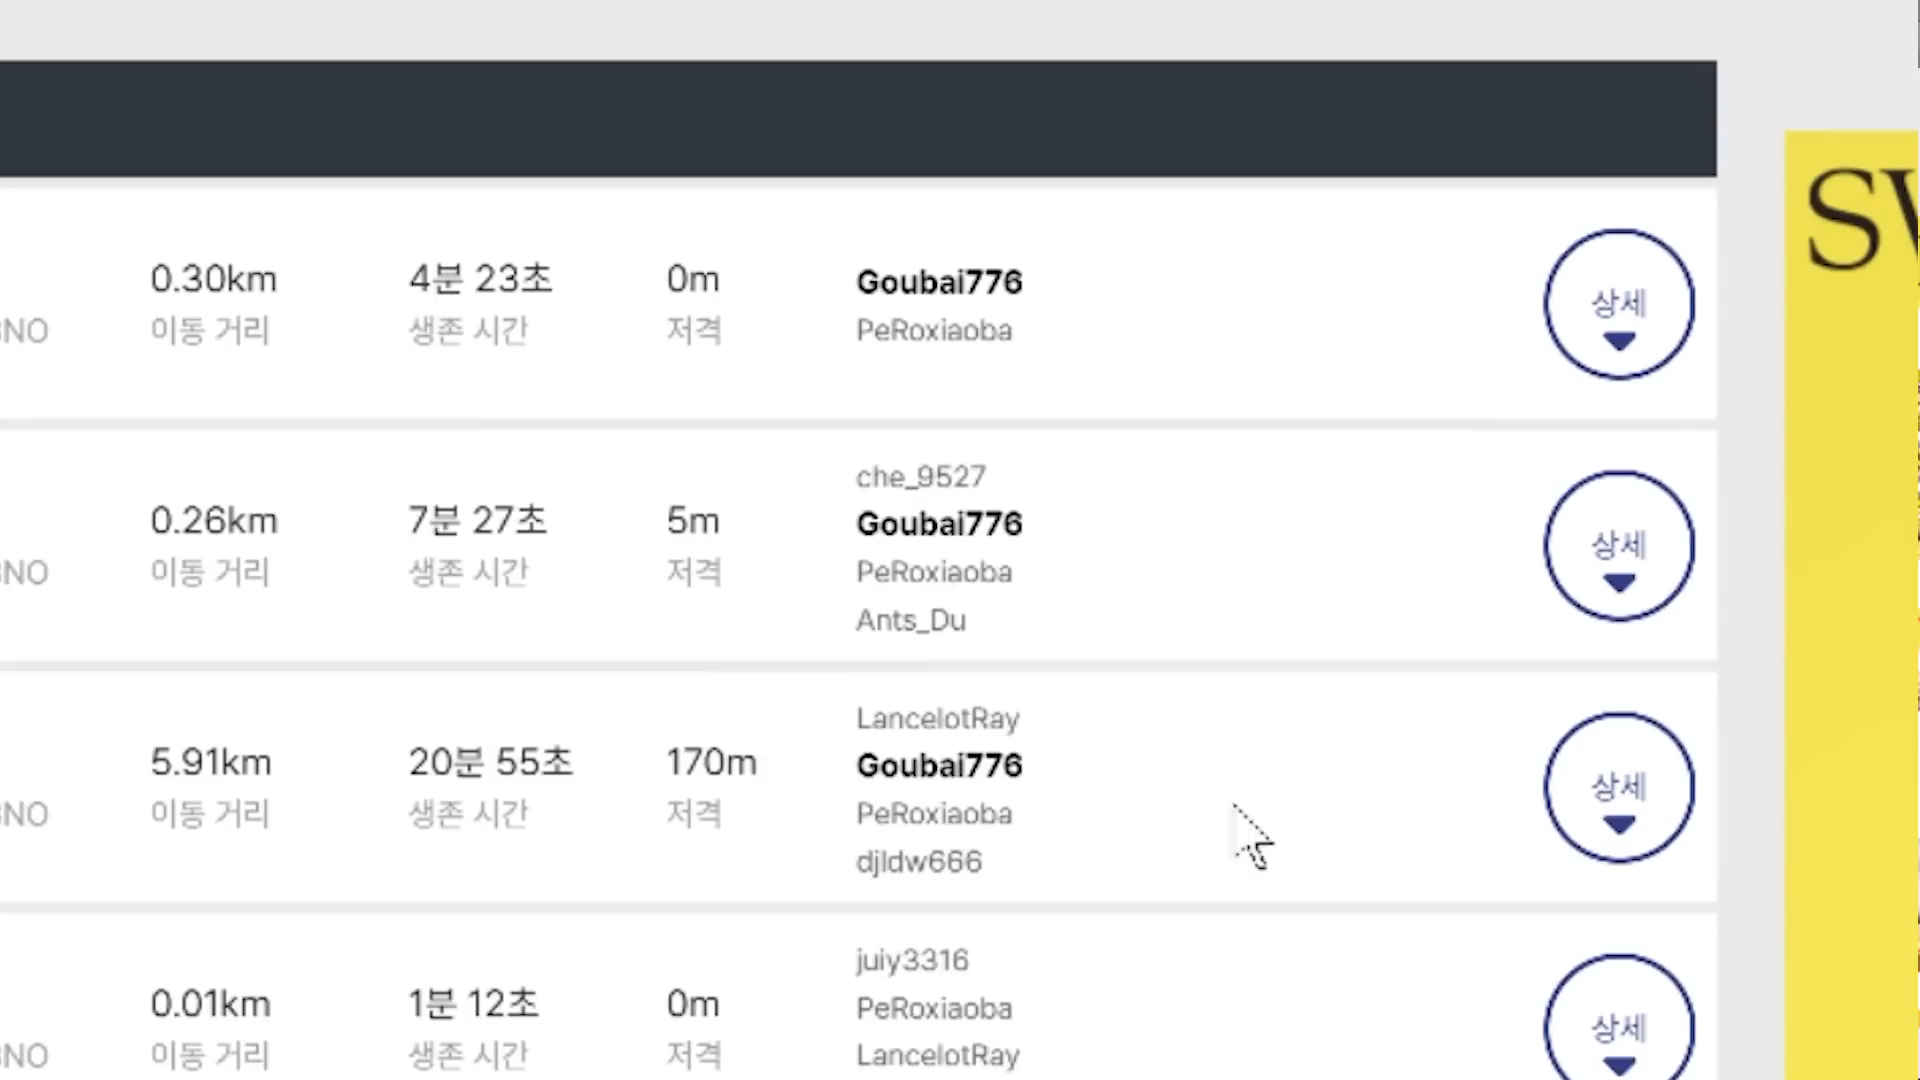 0.30km 4분 23초 0m Goubai776
BNO 이동 거리 생존 시간 저격 PeRoxiaoba
상세
che_9527
0.26km 7분 27초 5m Goubai776
BNO 이동 거리 생존 시간 저격 PeRoxiaoba
Ants_Du
상세
LancelotRay
5.91km 20분 55초 170m Goubai776
BNO 이동 거리 생존 시간 저격 PeRoxiaoba
djldw666
상세
juiy3316
0.01km 1분 12초 0m PeRoxiaoba
BNO 이동 거리 생존 시간 저격 LancelotRay
상세